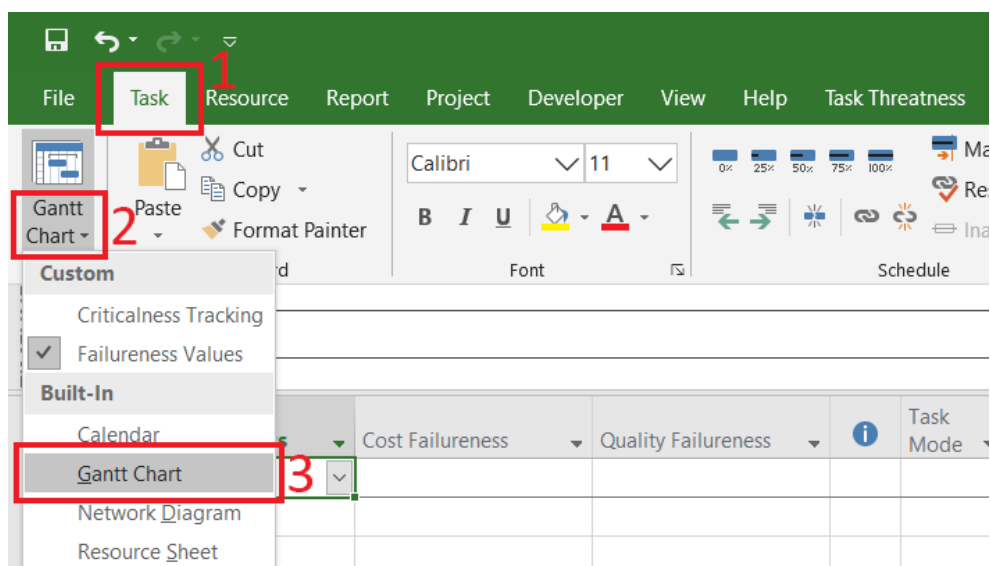 1
File Task Resource Report Project Developer View Help Task Threatness
Cut
Calibri 11
0% 25% 50% 75% 100%
Copy
Gantt
Chart
2
Paste
Format Painter
B I U A
Font
Schedule
Custom
Criticalness Tracking
Failureness Values
Built-In
Calendar
Cost Failureness
Quality Failureness
Task
Mode
Gantt Chart
3
Network Diagram
Resource Sheet